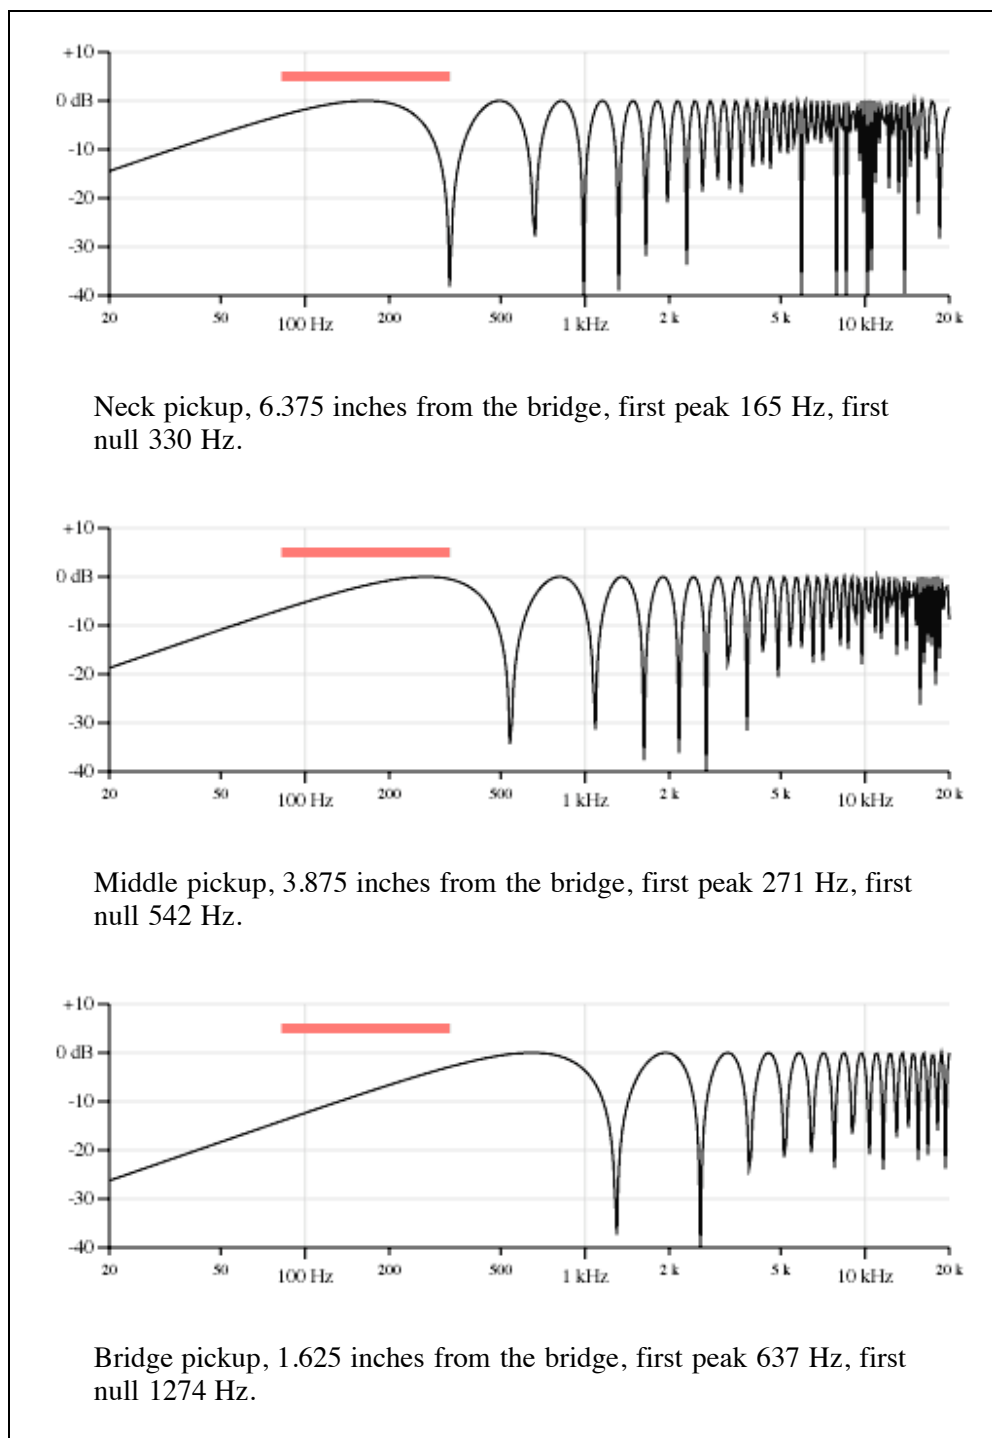 +10
0 dB
-10
-20
-30
-40
20 50 100 Hz 200 500 1 kHz 2 k 5 k 10 kHz 20 k
Neck pickup, 6.375 inches from the bridge, first peak 165 Hz, first
null 330 Hz.
+10
0 dB
-10
-20
-30
-40
20 50 100 Hz 200 500 1 kHz 2 k 5 k 10 kHz 20 k
Middle pickup, 3.875 inches from the bridge, first peak 271 Hz, first
null 542 Hz.
+10
0 dB
-10
-20
-30
-40
20 50 100 Hz 200 500 1 kHz 2 k 5 k 10 kHz 20 k
Bridge pickup, 1.625 inches from the bridge, first peak 637 Hz, first
null 1274 Hz.